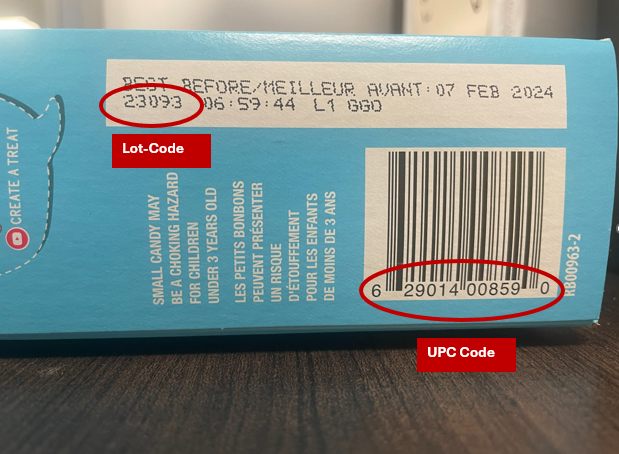 BEST BEFORE/MEILLEUR AVANT:07 FEB 2024
23093 06:59:44 L1 GGO
Lot-Code
CREATE A TREAT
SMALL CANDY MAY
BE A CHOKING HAZARD
FOR CHILDREN
UNDER 3 YEARS OLD
LES PETITS BONBONS
PEUVENT PRÉSENTER
UN RISQUE
D'ÉTOUFFEMENT
POUR LES ENFANTS
DE MOINS DE 3 ANS
6 29014 00859 0
RB00963-2
UPC Code